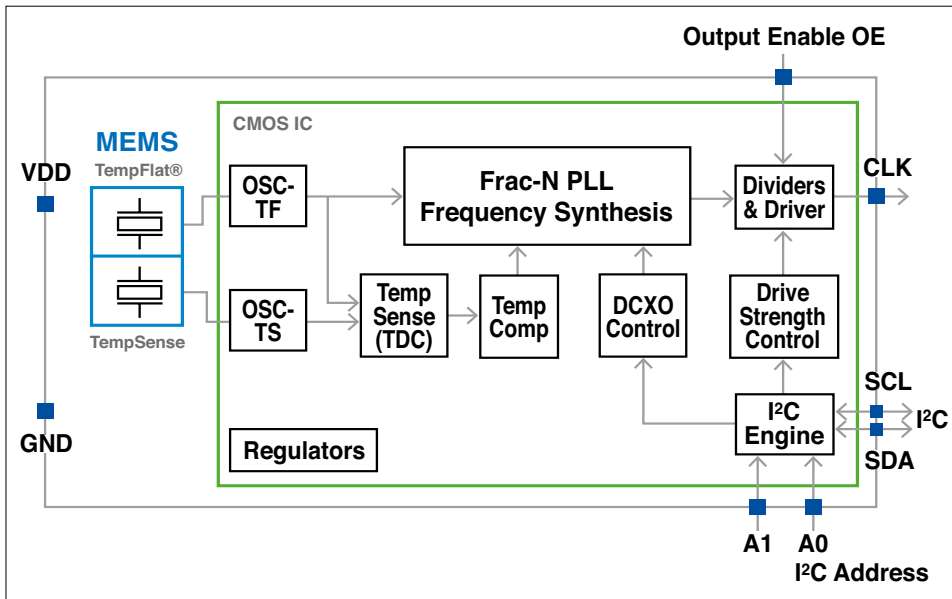 Output Enable OE
CMOS IC
MEMS
TempFlat®
VDD
OSC-
TF
Frac-N PLL
Frequency Synthesis
Dividers
& Driver
CLK
OSC-
TS
Temp
Sense
(TDC)
Temp
Comp
DCXO
Control
Drive
Strength
Control
TempSense
GND
Regulators
I²C
Engine
SCL
I²C
SDA
A1
A0
I²C Address